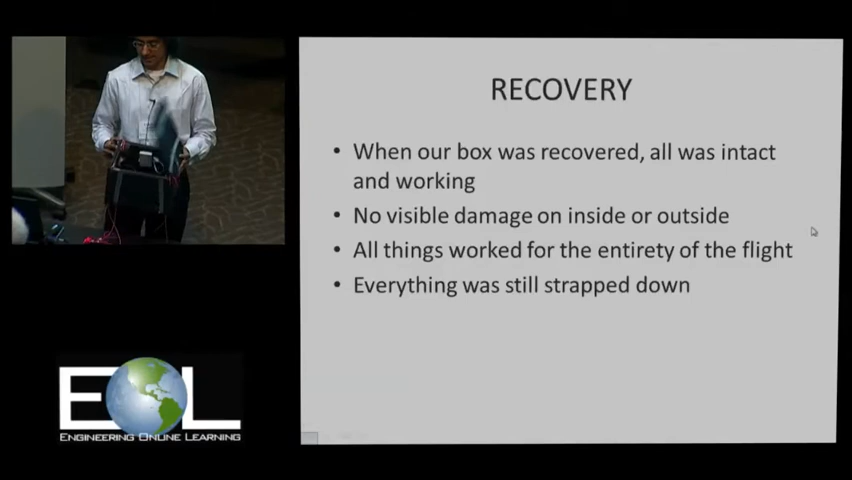 RECOVERY
• When our box was recovered, all was intact
and working
• No visible damage on inside or outside
• All things worked for the entirety of the flight
• Everything was still strapped down
EOL
ENGINEERING ONLINE LEARNING